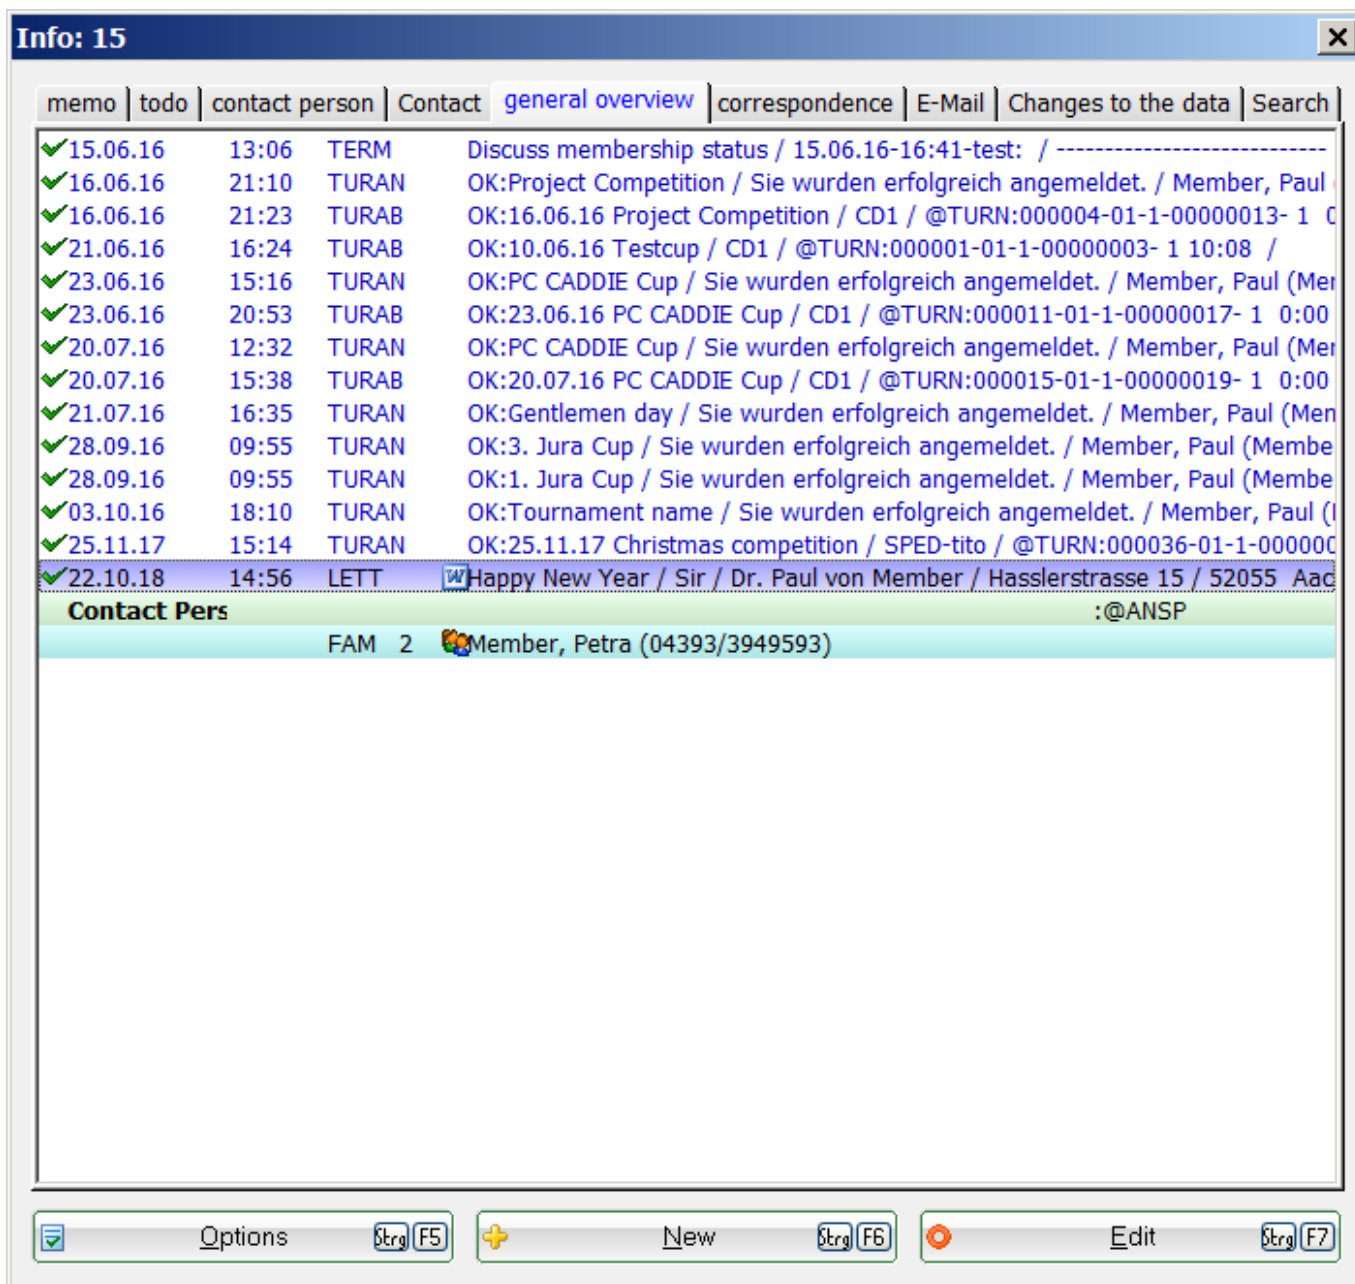 Info: 15
memo todo contact person Contact general overview correspondence E-Mail Changes to the data Search
15.06.16 13:06 TERM Discuss membership status / 15.06.16-16:41-test: / ----------------------------
16.06.16 21:10 TURAN OK:Project Competition / Sie wurden erfolgreich angemeldet. / Member, Paul
16.06.16 21:23 TURAB OK:16.06.16 Project Competition / CD1 / @TURN:000004-01-1-00000013- 1
21.06.16 16:24 TURAB OK:10.06.16 Testcup / CD1 / @TURN:000001-01-1-00000003- 1 10:08 /
23.06.16 15:16 TURAN OK:PC CADDIE Cup / Sie wurden erfolgreich angemeldet. / Member, Paul (Mer
23.06.16 20:53 TURAB OK:23.06.16 PC CADDIE Cup / CD1 / @TURN:000011-01-1-00000017- 1 0:00
20.07.16 12:32 TURAN OK:PC CADDIE Cup / Sie wurden erfolgreich angemeldet. / Member, Paul (Mer
20.07.16 15:38 TURAB OK:20.07.16 PC CADDIE Cup / CD1 / @TURN:000015-01-1-00000019- 1 0:00
21.07.16 16:35 TURAN OK:Gentlemen day / Sie wurden erfolgreich angemeldet. / Member, Paul (Men
28.09.16 09:55 TURAN OK:3. Jura Cup / Sie wurden erfolgreich angemeldet. / Member, Paul (Membe
28.09.16 09:55 TURAN OK:1. Jura Cup / Sie wurden erfolgreich angemeldet. / Member, Paul (Membe
03.10.16 18:10 TURAN OK:Tournament name / Sie wurden erfolgreich angemeldet. / Member, Paul (
25.11.17 15:14 TURAN OK:25.11.17 Christmas competition / SPED-tito / @TURN:000036-01-1-000000
22.10.18 14:56 LETT Happy New Year / Sir / Dr. Paul von Member / Hasslerstrasse 15 / 52055 Aac
Contact Pers :@ANSP
FAM 2 Member, Petra (04393/3949593)
Options Strg F5 New Strg F6 Edit Strg F7